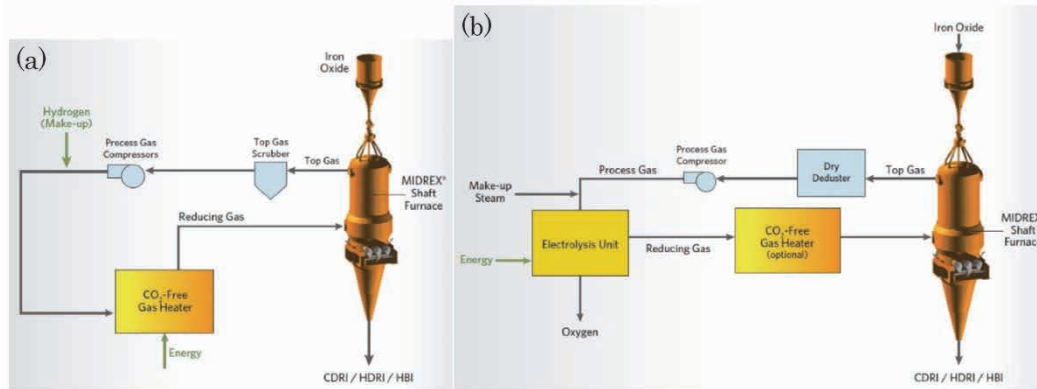 (a)
Iron
Oxide
Hydrogen
(Make-up)
Process Gas
Compressors
Top Gas
Scrubber
Top Gas
MIDREX®
Shaft
Furnace
Reducing Gas
CO₂-Free
Gas Heater
Energy
CDRI / HDRI / HBI
(b)
Iron Oxide
Process Gas
Process Gas
Compressor
Dry
Deduster
Top Gas
Make-up
Steam
MIDREX
Shaft
Furnace
Electrolysis Unit
Reducing Gas
CO₂-Free
Gas Heater
(optional)
Energy
Oxygen
CDRI / HDRI / HBI